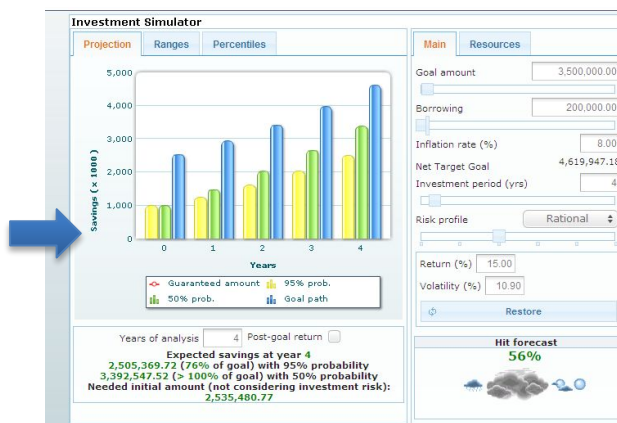 Investment Simulator
Projection Ranges Percentiles
5,000
4,000
3,000
2,000
1,000
0
Savings (x 1000)
0 1 2 3 4
Years
Guaranteed amount 95% prob.
50% prob. Goal path
Years of analysis 4 Post-goal return
Expected savings at year 4
2,505,369.72 (76% of goal) with 95% probability
3,392,547.52 (> 100% of goal) with 50% probability
Needed initial amount (not considering investment risk):
2,535,480.77
Main Resources
Goal amount 3,500,000.00
Borrowing 200,000.00
Inflation rate (%) 8.00
Net Target Goal 4,619,947.18
Investment period (yrs) 4
Risk profile Rational
Return (%) 15.00
Volatility (%) 10.90
Restore
Hit forecast
56%